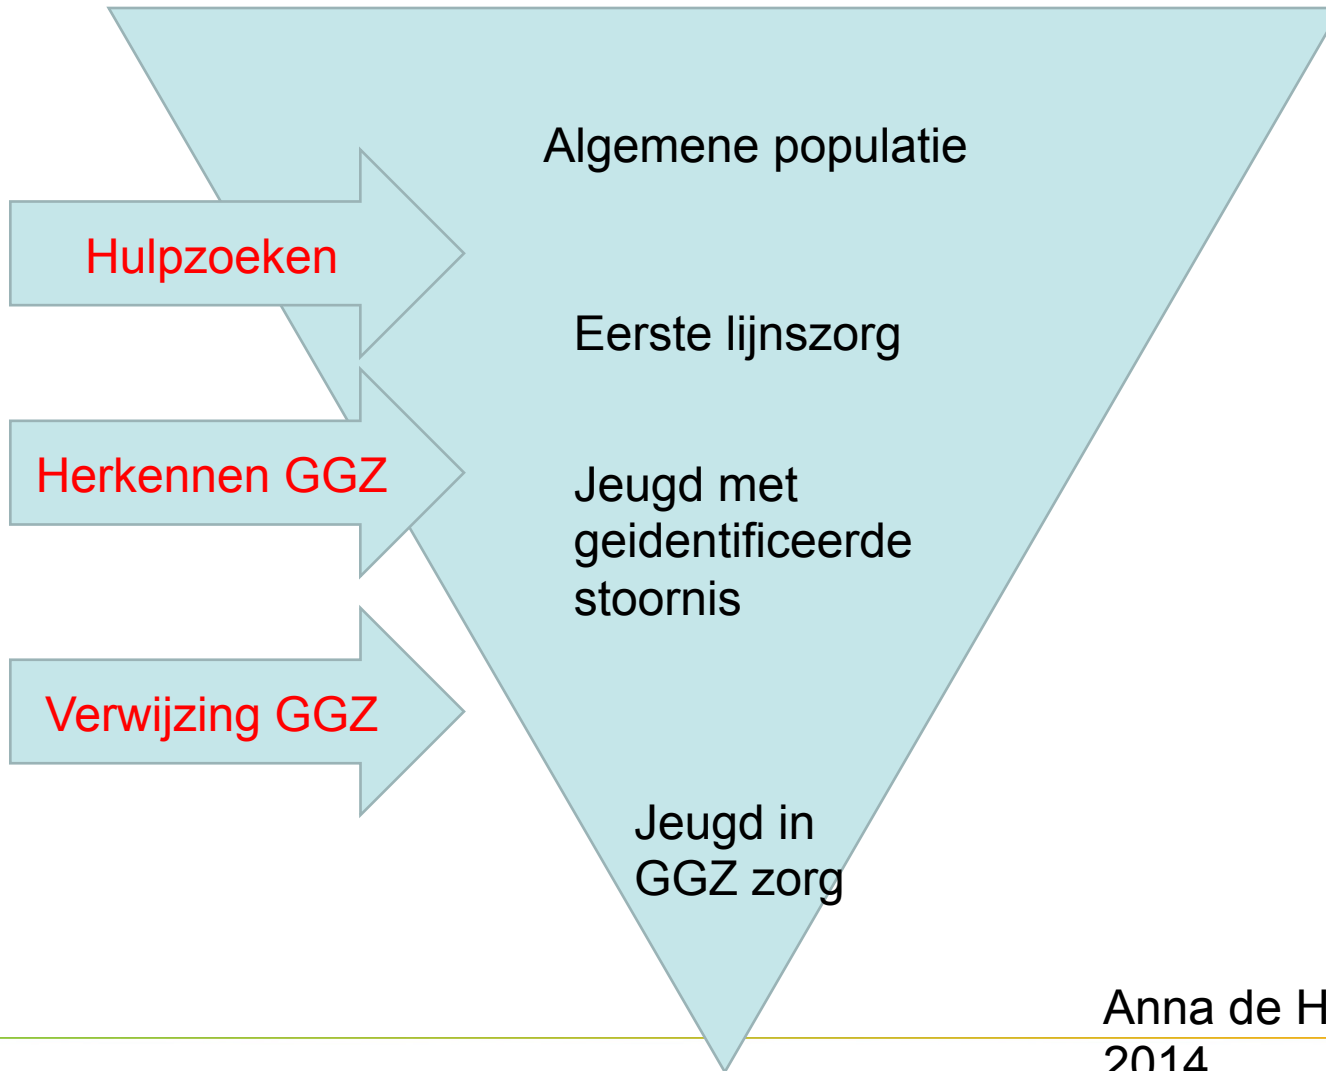 Algemene populatie
Hulpzoeken
Eerste lijnszorg
Herkennen GGZ
Jeugd met
geidentificeerde
stoornis
Verwijzing GGZ
Jeugd in
GGZ zorg
Anna de H
2014